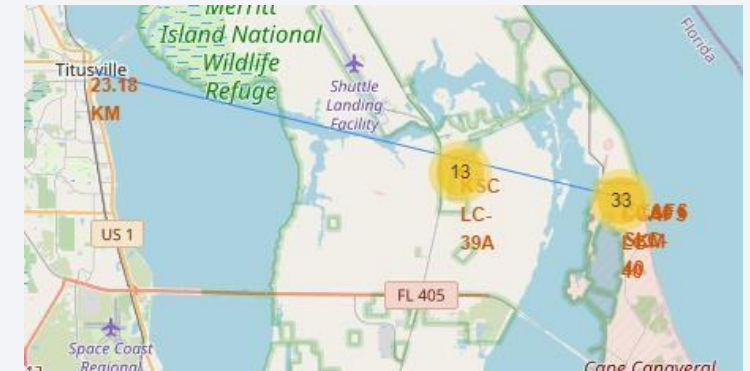 Merritt
Island National
Wildlife
Refuge
Florida
Titusville
23.18
KM
Shuttle
Landing
Facility
13
KSC
LC-
39A
33
40
US 1
FL 405
Space Coast
Regional
Cape Canaveral